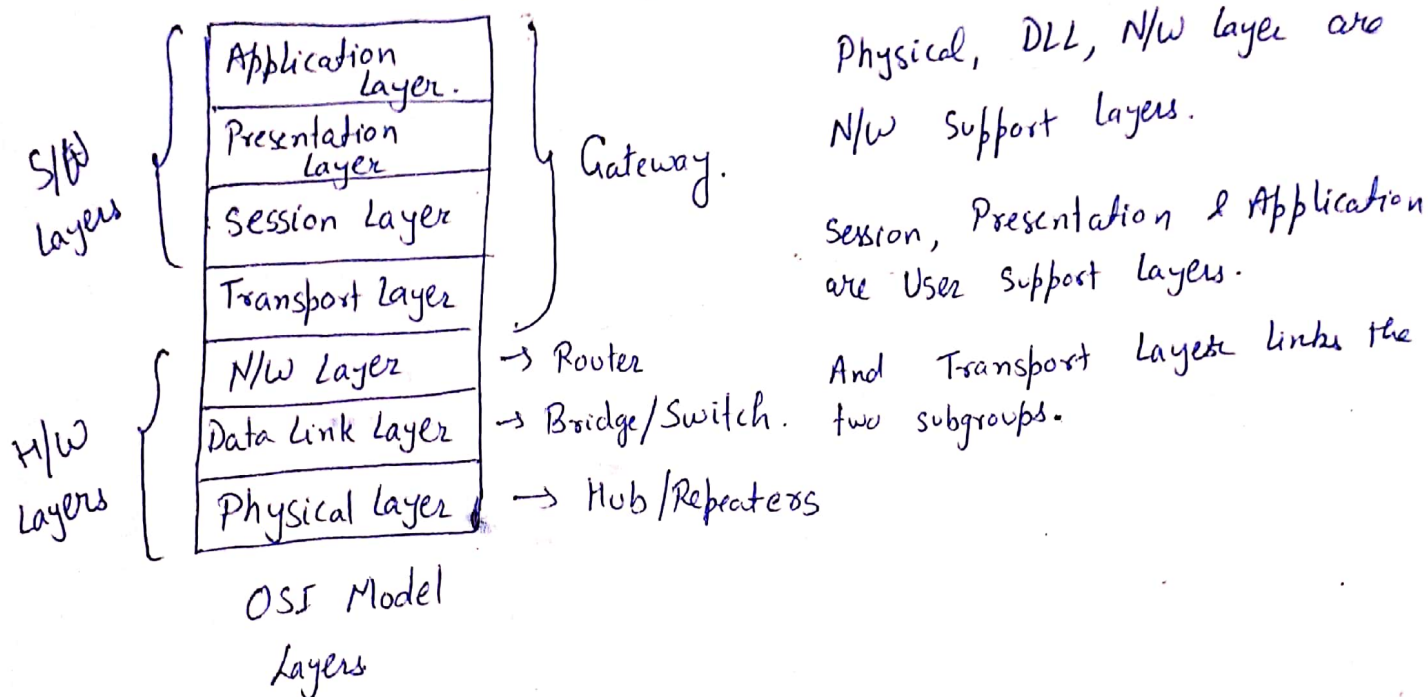 Application
Layer.
Presentation
Layer
Session Layer
Transport Layer
N/W Layer
Data Link Layer
Physical Layer
S/W
Layers
H/W
Layers
Gateway.
→ Router
→ Bridge/Switch.
→ Hub/Repeaters
OSI Model
Layers
Physical, DLL, N/W layer are
N/W Support layers.
Session, Presentation & Application
are User Support Layers.
And Transport Layer links the
two subgroups.